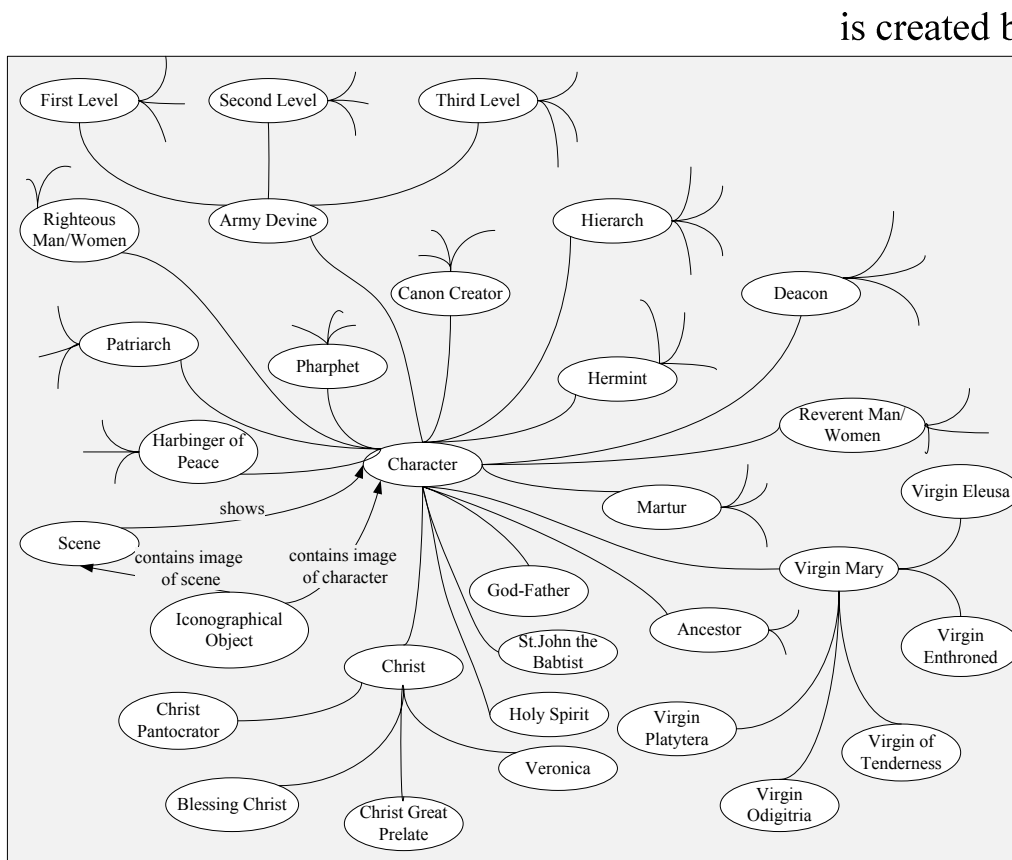 is created b
First Level
Second Level
Third Level
Righteous
Man/Women
Army Devine
Hierarch
Canon Creator
Deacon
Patriarch
Pharphet
Hermint
Reverent Man/
Women
Harbinger of
Peace
Character
Virgin Eleusa
Martur
shows
Scene
contains image
of scene
contains image
of character
Virgin Mary
God-Father
Iconographical
Object
Ancestor
St.John the
Babtist
Virgin
Enthroned
Christ
Christ
Pantocrator
Holy Spirit
Virgin
Platytera
Virgin of
Tenderness
Veronica
Blessing Christ
Christ Great
Prelate
Virgin
Odigitria